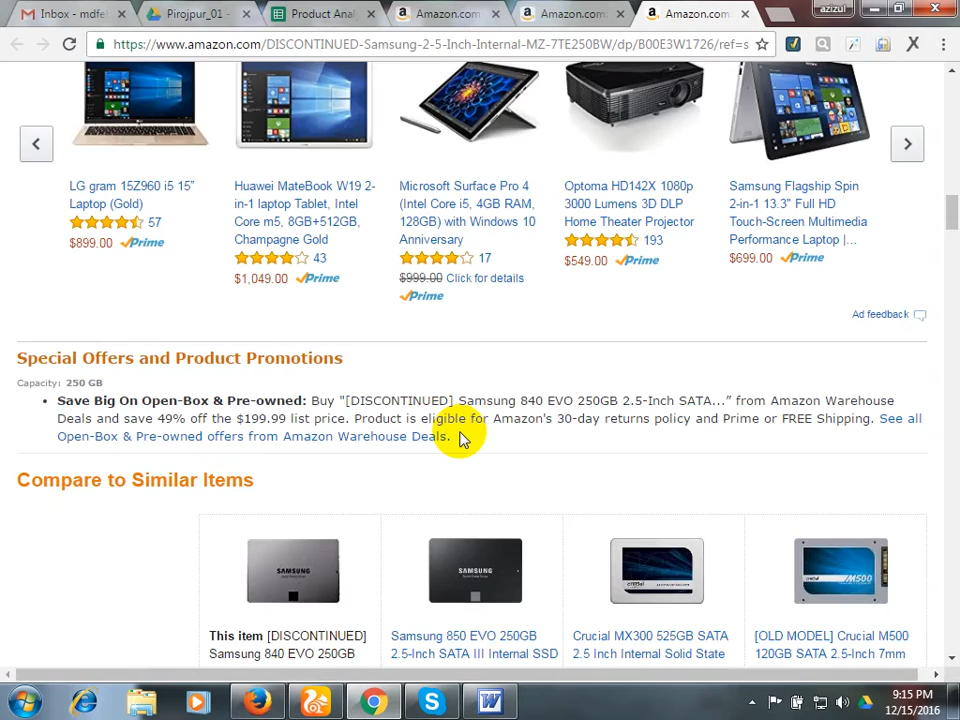 Inbox - mdfe
Pirojpur_01
Product Anal
Amazon.com
Amazon.com
Amazon.com
azizul
https://www.amazon.com/DISCONTINUED-Samsung-2-5-Inch-Internal-MZ-7TE250BW/dp/B00E3W1726/ref=s
LG gram 15Z960 i5 15"
Laptop (Gold)
57
$899.00 Prime
Huawei MateBook W19 2-
in-1 laptop Tablet, Intel
Core m5, 8GB+512GB,
Champagne Gold
43
$1,049.00 Prime
Microsoft Surface Pro 4
(Intel Core i5, 4GB RAM,
128GB) with Windows 10
Anniversary
17
$999.00 Click for details
Prime
Optoma HD142X 1080p
3000 Lumens 3D DLP
Home Theater Projector
193
$549.00 Prime
Samsung Flagship Spin
2-in-1 13.3" Full HD
Touch-Screen Multimedia
Performance Laptop |...
$699.00 Prime
Ad feedback
Special Offers and Product Promotions
Capacity: 250 GB
• Save Big On Open-Box & Pre-owned: Buy "[DISCONTINUED] Samsung 840 EVO 250GB 2.5-Inch SATA..." from Amazon Warehouse
Deals and save 49% off the $199.99 list price. Product is eligible for Amazon's 30-day returns policy and Prime or FREE Shipping. See all
Open-Box & Pre-owned offers from Amazon Warehouse Deals.
Compare to Similar Items
SAMSUNG
SAMSUNG
crucial
MX300
crucial
M500
This item [DISCONTINUED]
Samsung 840 EVO 250GB
Samsung 850 EVO 250GB
2.5-Inch SATA III Internal SSD
Crucial MX300 525GB SATA
2.5 Inch Internal Solid State
[OLD MODEL] Crucial M500
120GB SATA 2.5-Inch 7mm
9:15 PM
12/15/2016